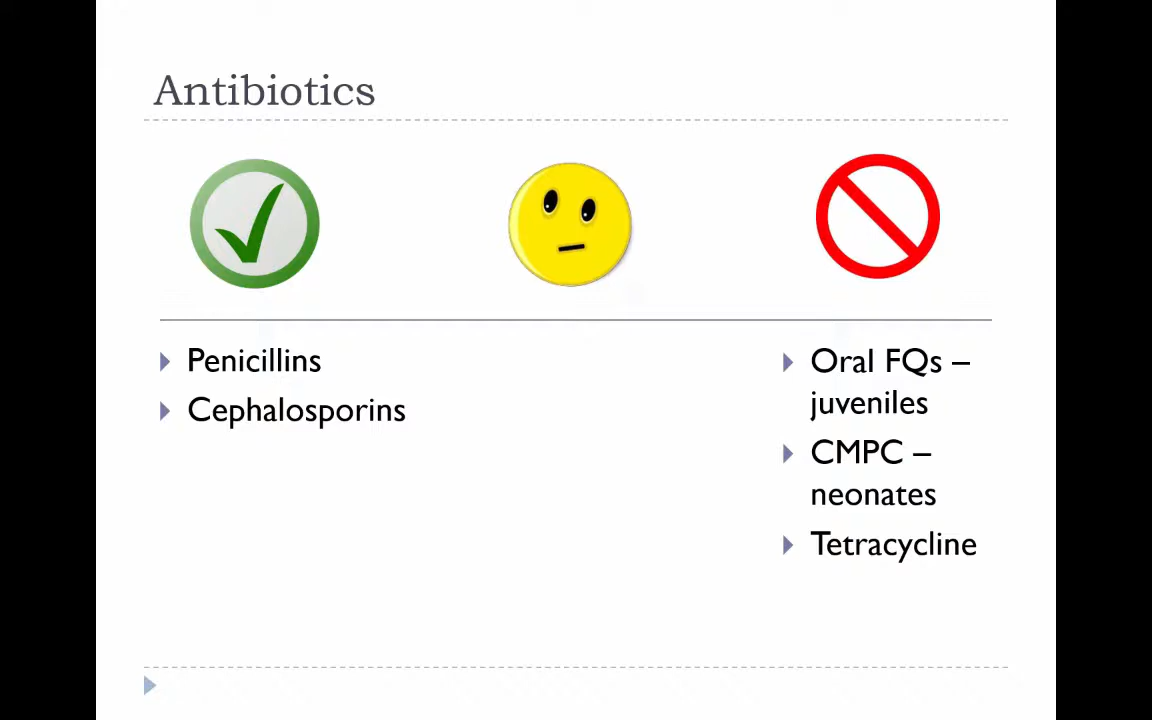 Antibiotics
Penicillins
Cephalosporins
Oral FQs –
juveniles
CMPC –
neonates
Tetracycline